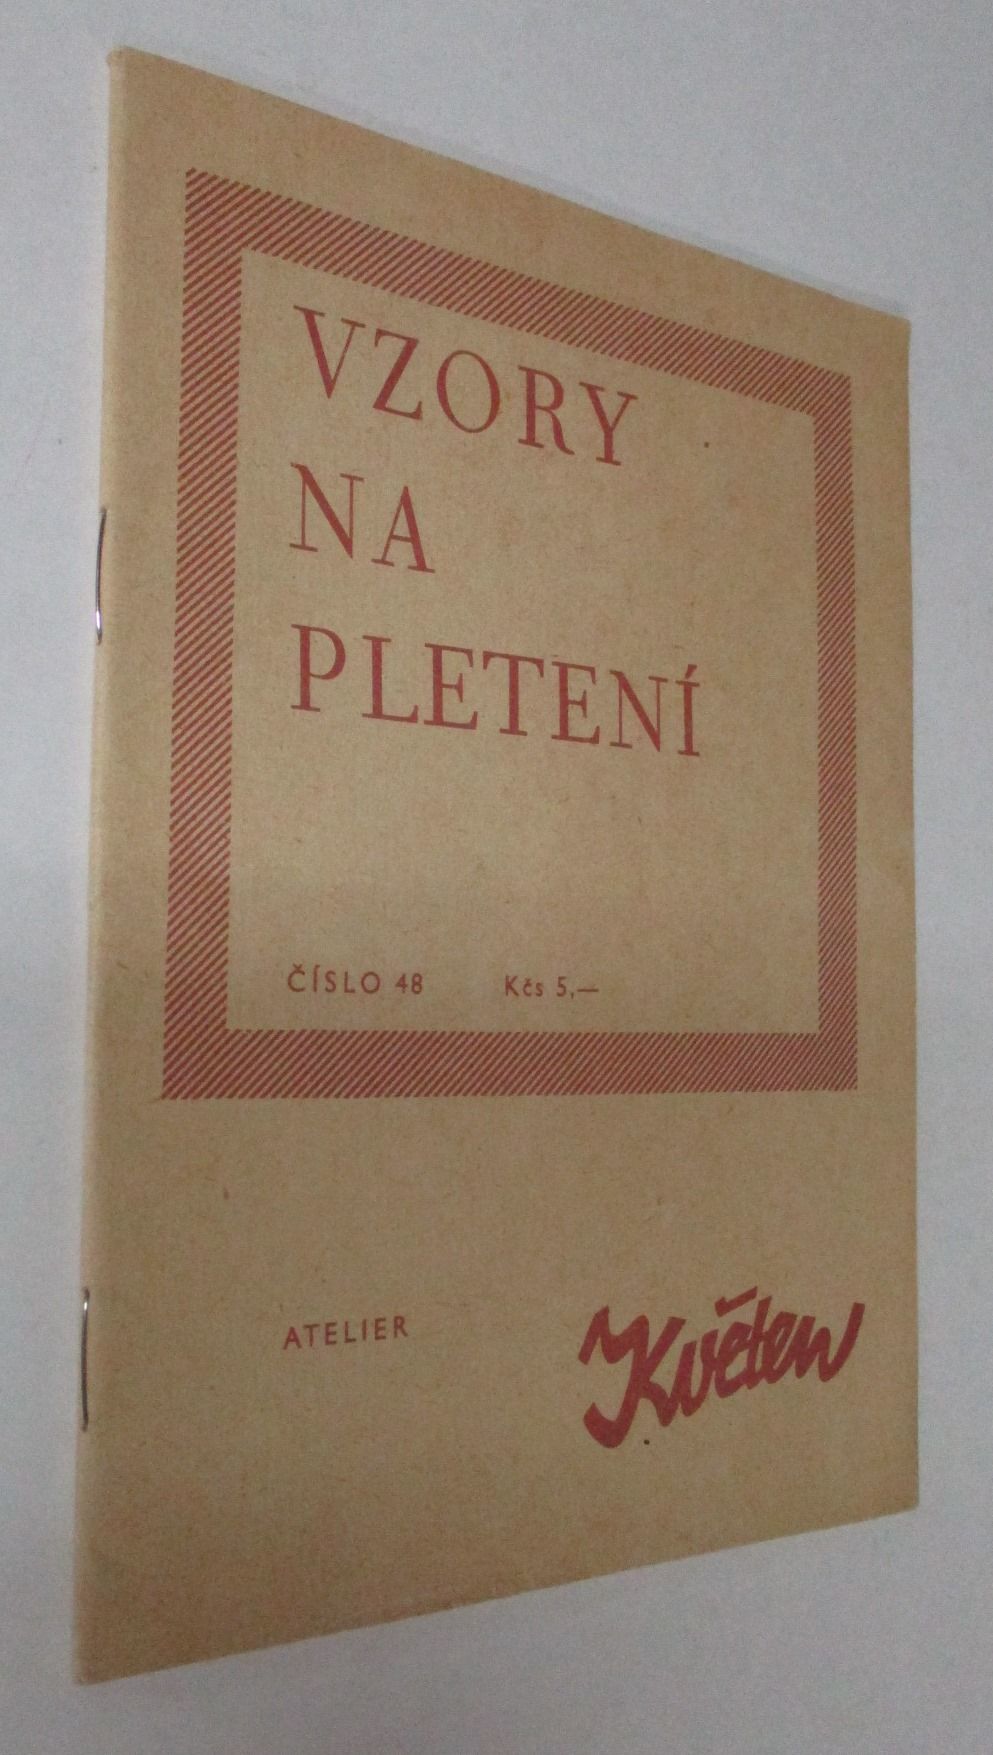 VZORY
NA
PLETENÍ
ČÍSLO 48 Kčs 5,—
ATELIER Květen